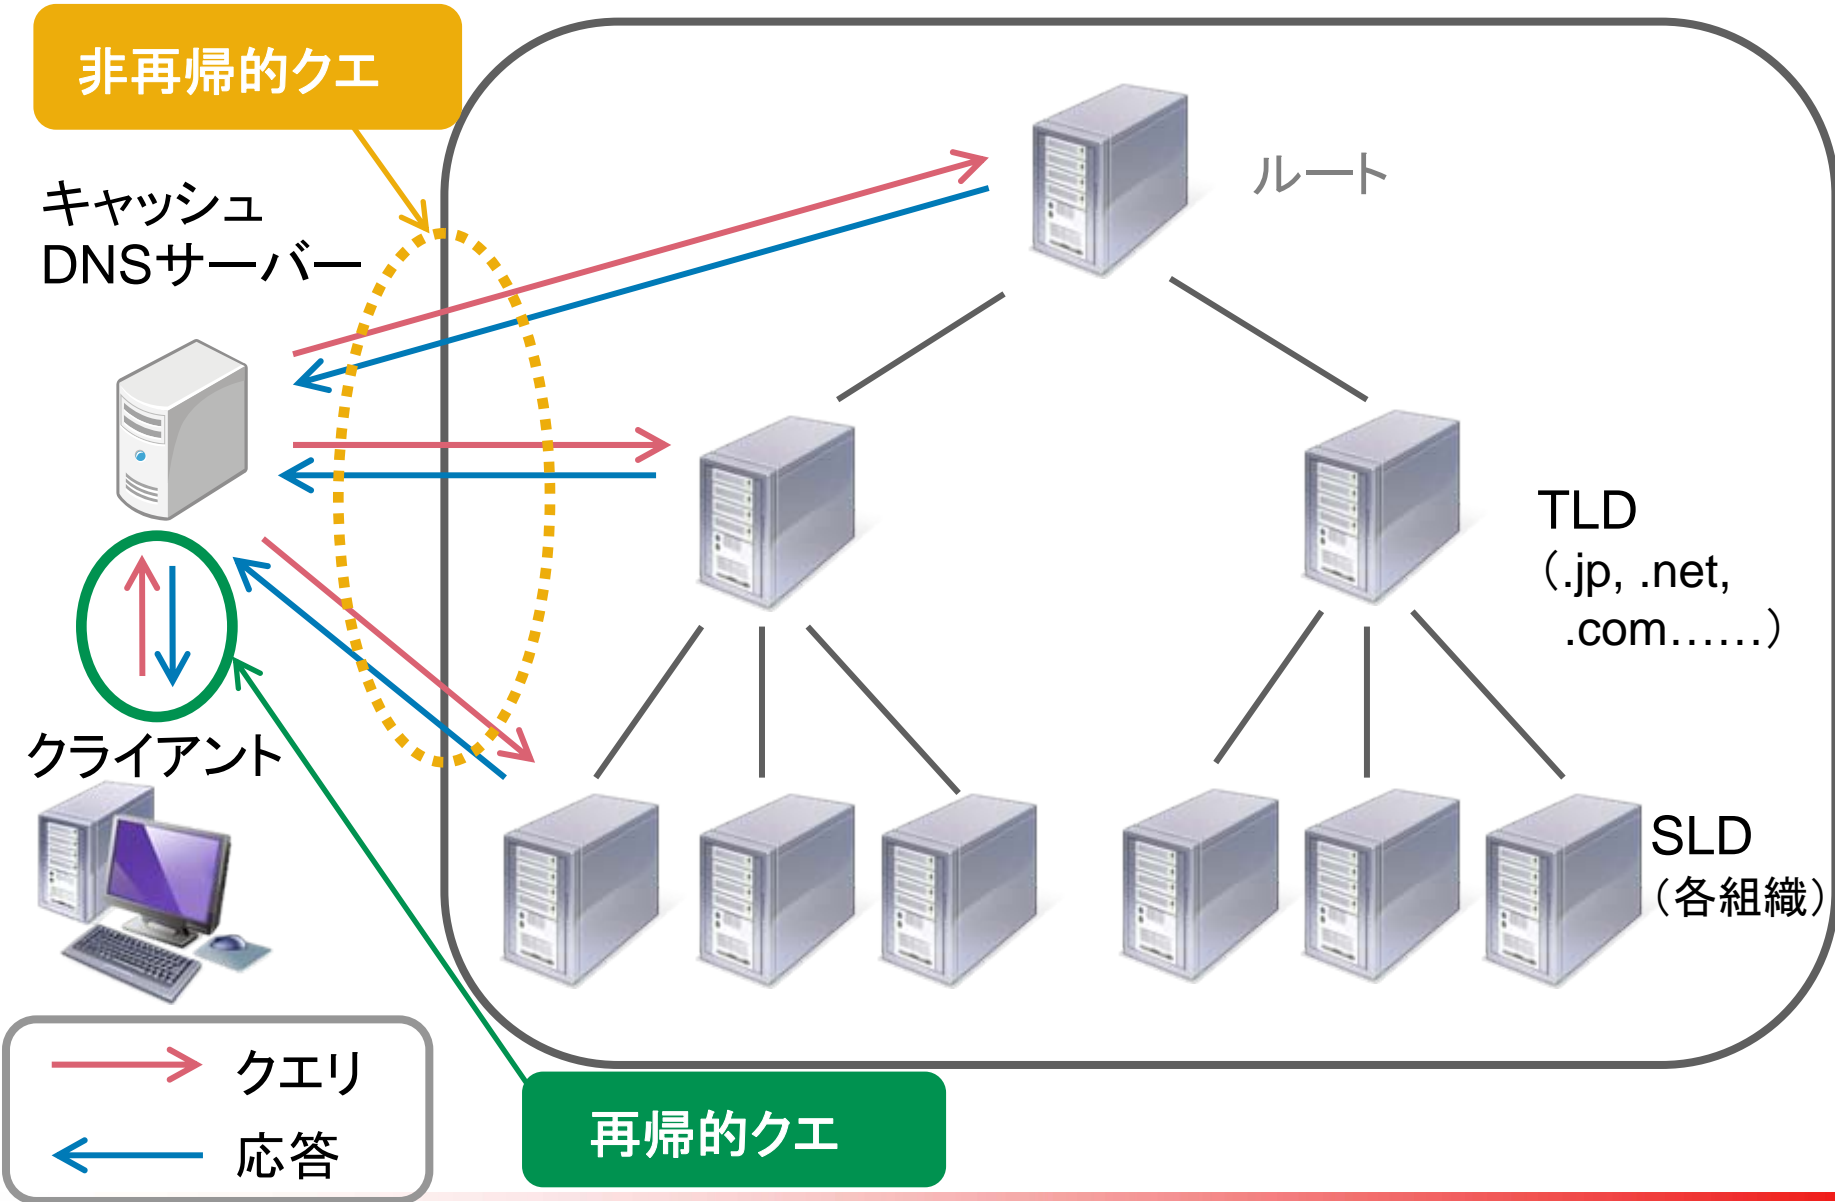 非再帰的クエ
キャッシュ
DNSサーバー
ルート
TLD
（.jp, .net,
.com……）
クライアント
SLD
（各組織）
クエリ
応答
再帰的クエ